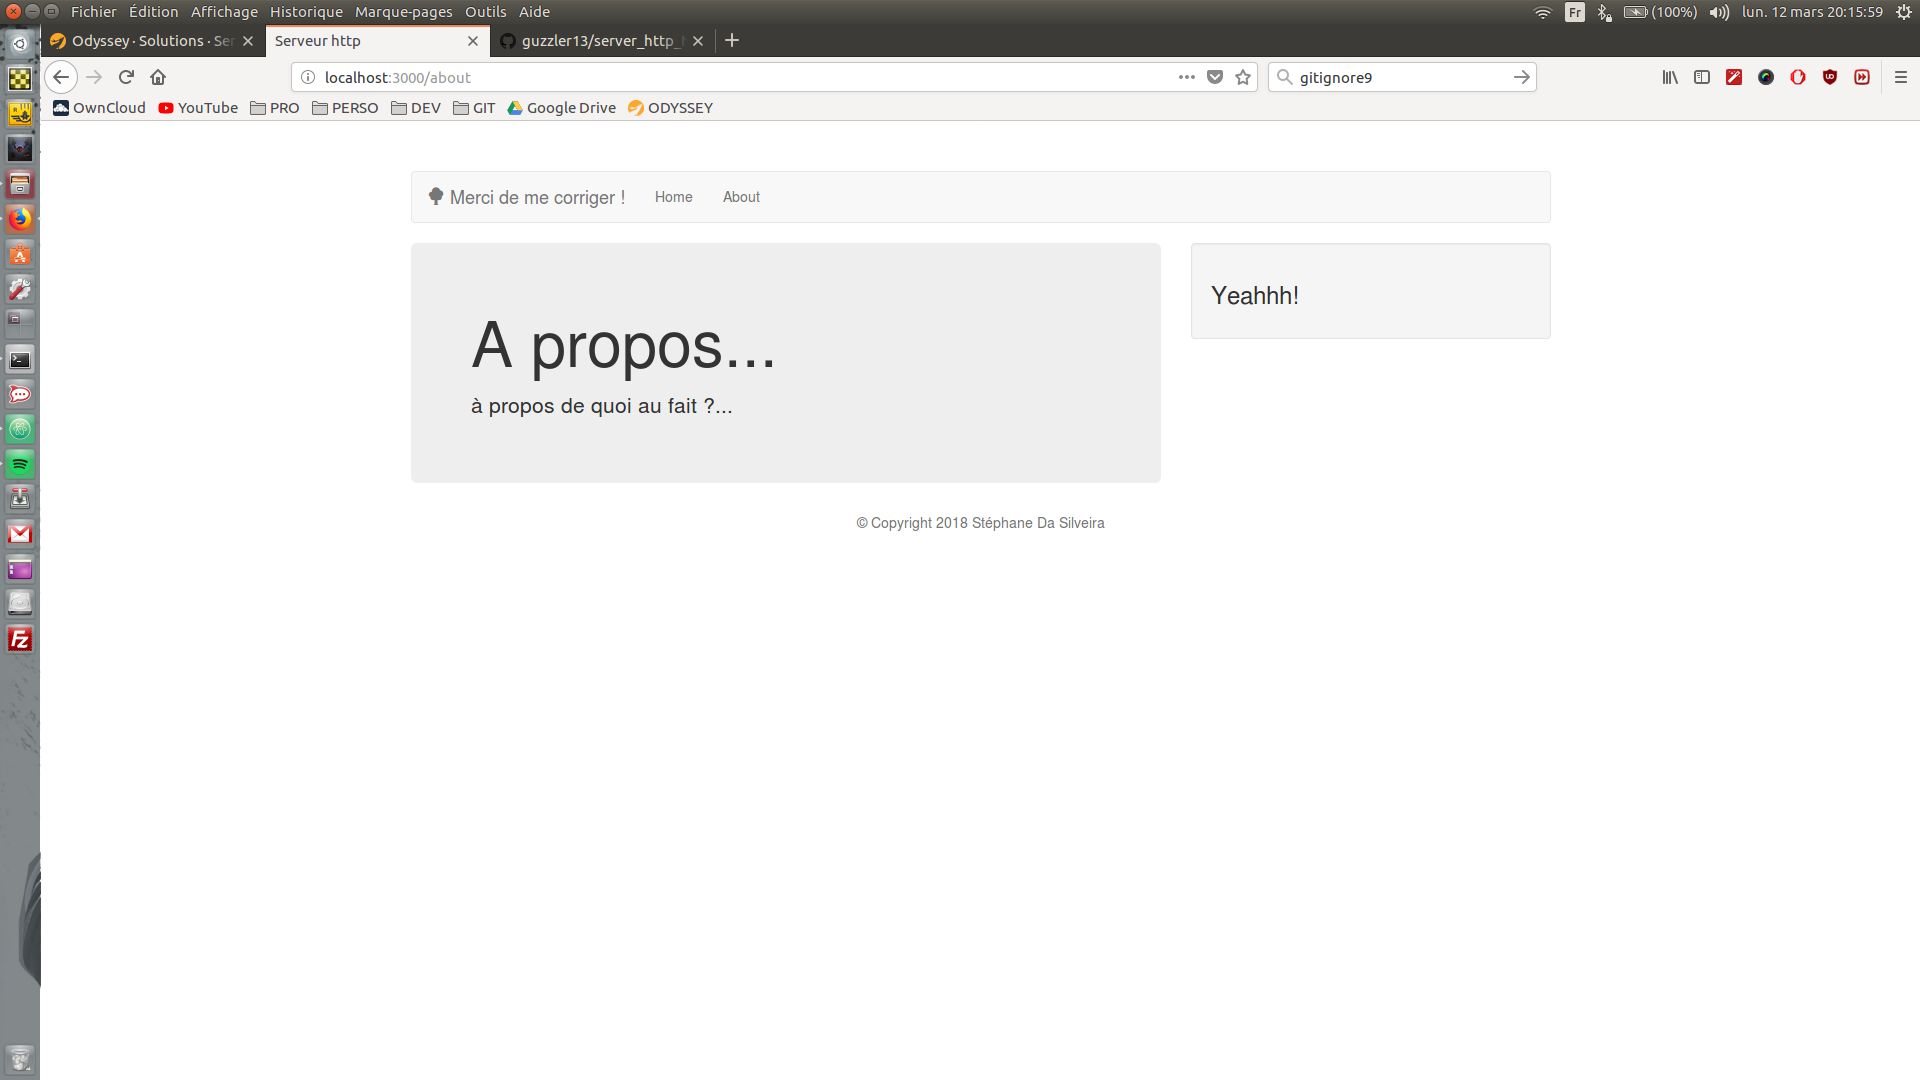 Fichier Édition Affichage Historique Marque-pages Outils Aide
Fr (100%) lun. 12 mars 20:15:59
Odyssey · Solutions · Ser
Serveur http
guzzler13/server_http_
localhost:3000/about
gitignore9
OwnCloud YouTube PRO PERSO DEV GIT Google Drive ODYSSEY
Merci de me corriger ! Home About
A propos...
à propos de quoi au fait ?...
Yeahhh!
© Copyright 2018 Stéphane Da Silveira